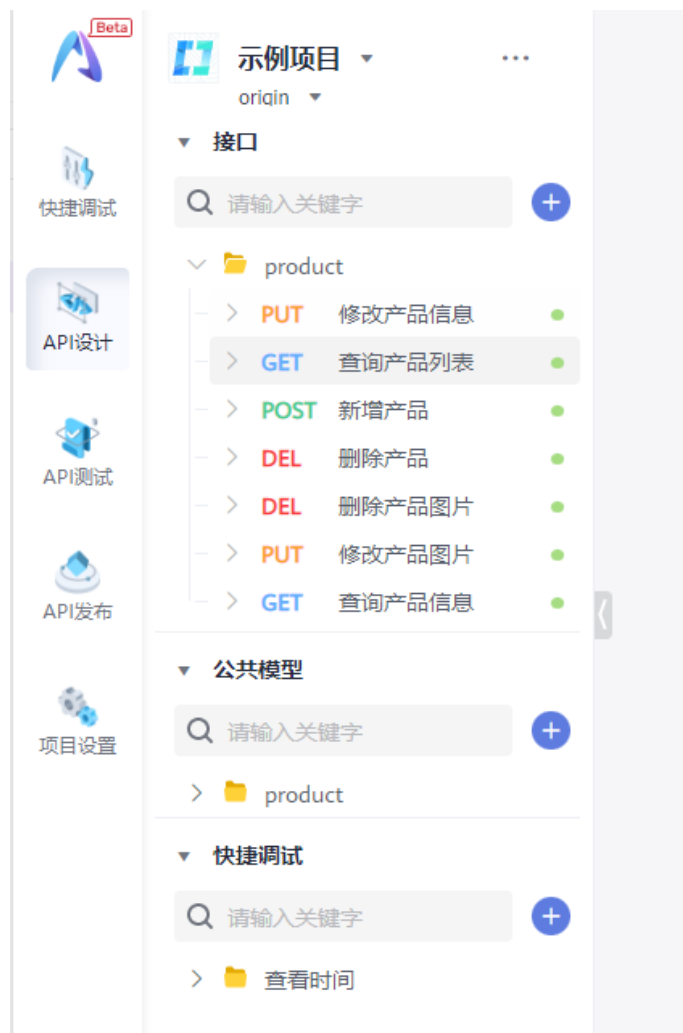 Beta
快捷调试
API设计
API测试
API发布
项目设置
示例项目
origin
接口
请输入关键字
product
PUT 修改产品信息
GET 查询产品列表
POST 新增产品
DEL 删除产品
DEL 删除产品图片
PUT 修改产品图片
GET 查询产品信息
公共模型
请输入关键字
product
快捷调试
请输入关键字
查看时间